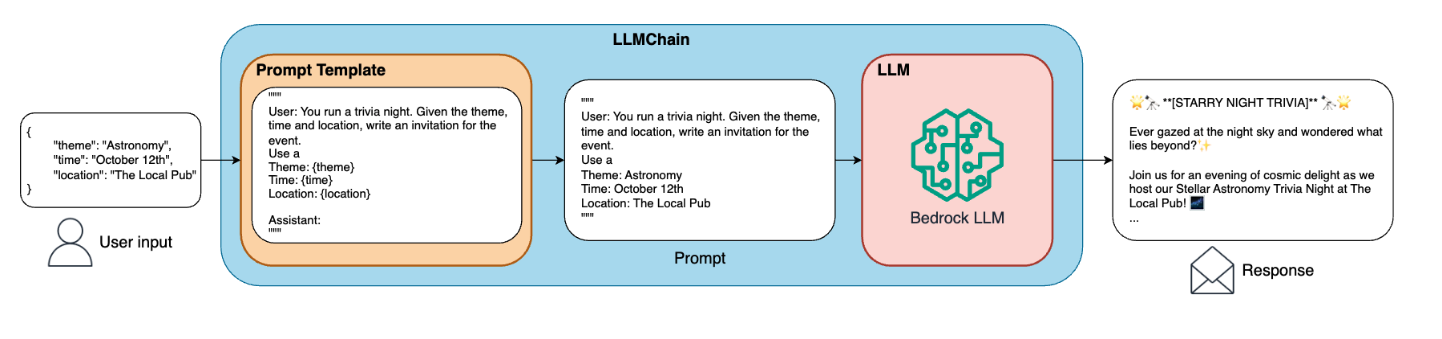 LLMChain
{
"theme": "Astronomy",
"time": "October 12th",
"location": "The Local Pub"
}
User input
Prompt Template
"""
User: You run a trivia night. Given the theme,
time and location, write an invitation for the
event.
Use a
Theme: {theme}
Time: {time}
Location: {location}
Assistant:
"""
"""
User: You run a trivia night. Given the theme,
time and location, write an invitation for the
event.
Use a
Theme: Astronomy
Time: October 12th
Location: The Local Pub
"""
Prompt
LLM
Bedrock LLM
🌟🔭 **[STARRY NIGHT TRIVIA]** 🔭🌟
Ever gazed at the night sky and wondered what
lies beyond?✨
Join us for an evening of cosmic delight as we
host our Stellar Astronomy Trivia Night at The
Local Pub! 🌌
...
Response